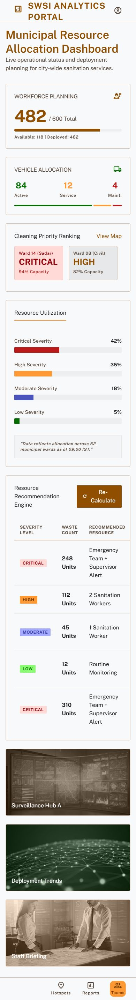 SWSI ANALYTICS
PORTAL
Municipal Resource
Allocation Dashboard
Live operational status and deployment
planning for city-wide sanitation services.
WORKFORCE PLANNING
482 / 600 Total
Available: 118 | Deployed: 482
VEHICLE ALLOCATION
84 12 4
Active Service Maint.
Cleaning Priority Ranking View Map
Ward 14 (Sadar)
CRITICAL
94% Capacity
Ward 08 (Civil)
HIGH
82% Capacity
Resource Utilization
Critical Severity 42%
High Severity 35%
Moderate Severity 18%
Low Severity 5%
"Data reflects allocation across 52
municipal wards as of 09:00 IST."
Resource
Recommendation
Engine
Re-
Calculate
SEVERITY
LEVEL
WASTE
COUNT
RECOMMENDED
RESOURCE
CRITICAL
248
Units
Emergency
Team +
Supervisor
Alert
HIGH
112
Units
2 Sanitation
Workers
MODERATE
45
Units
1 Sanitation
Worker
LOW
12
Units
Routine
Monitoring
CRITICAL
310
Units
Emergency
Team +
Supervisor
Alert
Surveillance Hub A
Deployment Trends
Staff Briefing
Hotspots Reports Teams